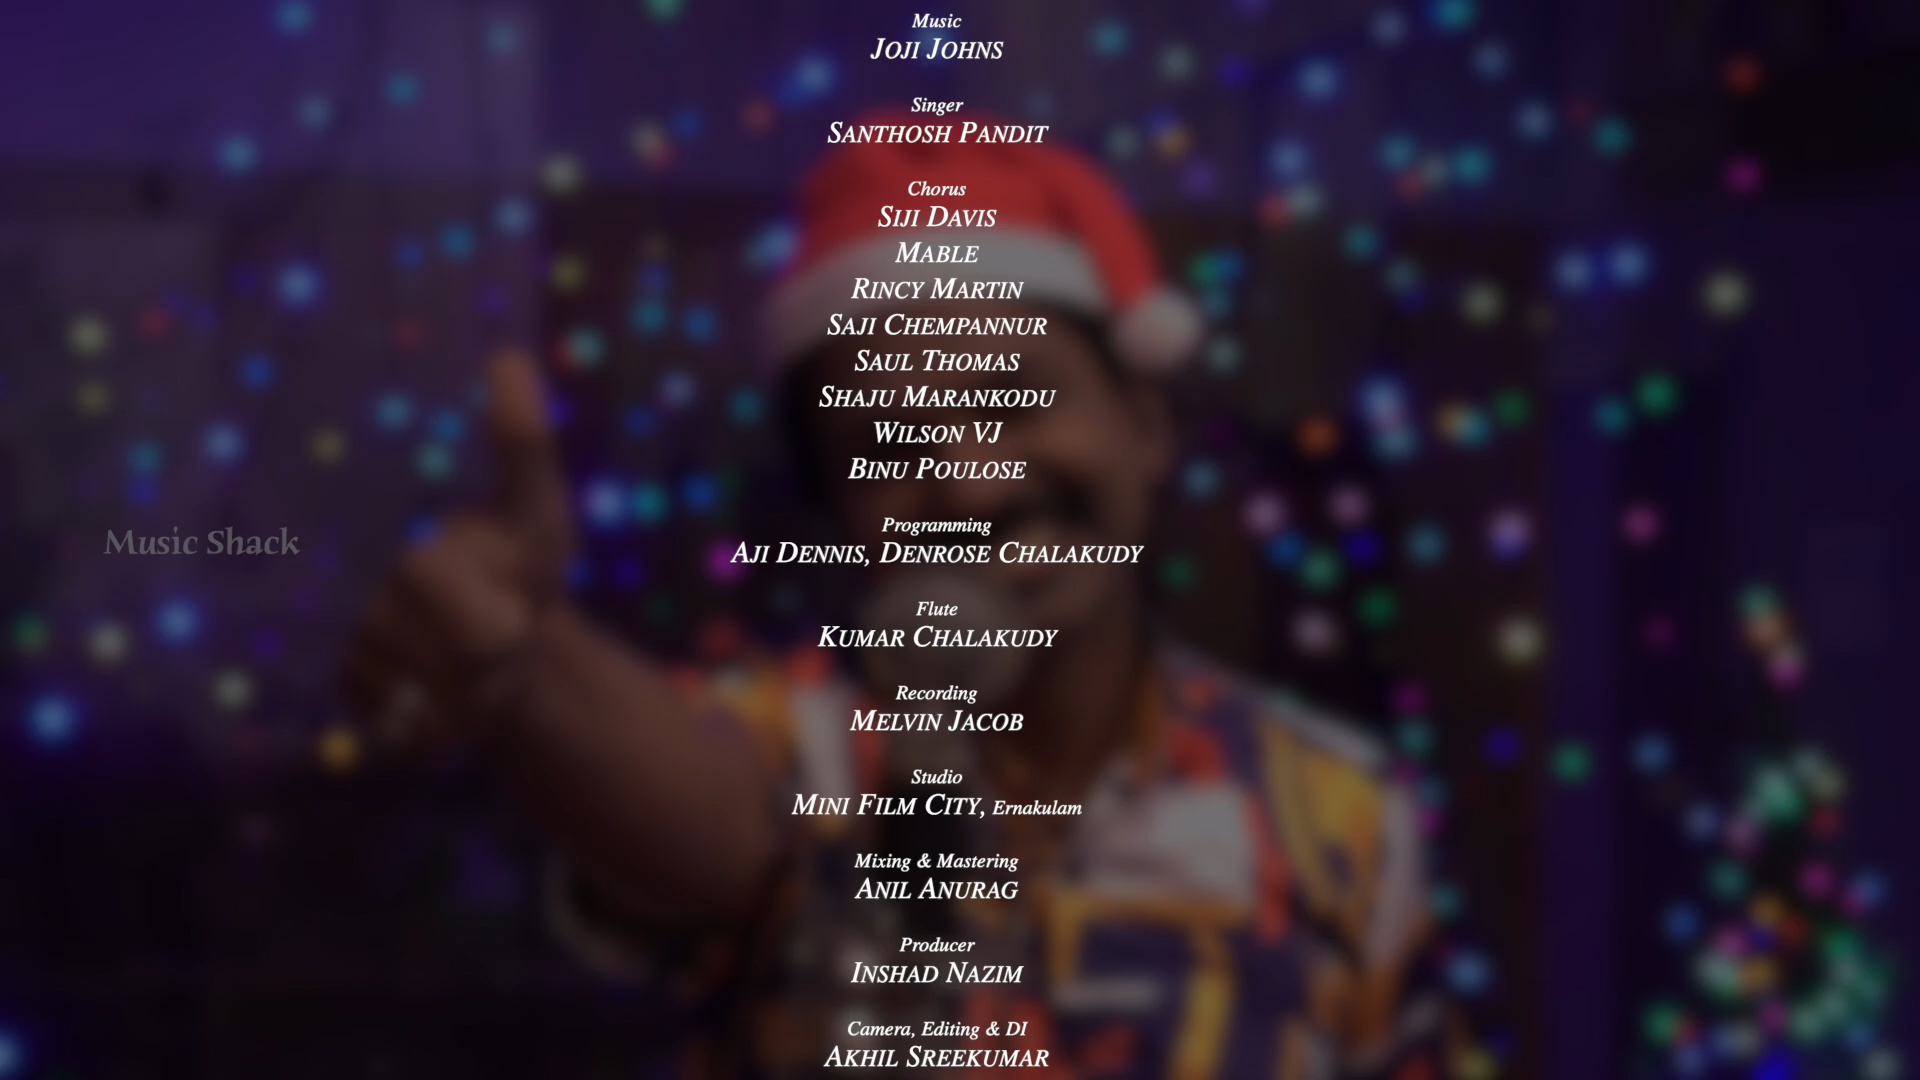 Music
JOJI JOHNS
Singer
SANTHOSH PANDIT
Chorus
SIJI DAVIS
MABLE
RINCY MARTIN
SAJI CHEMPANNUR
SAUL THOMAS
SHAJU MARANKODU
WILSON VJ
BINU POULOSE
Programming
AJI DENNIS, DENROSE CHALAKUDY
Music Shack
Flute
KUMAR CHALAKUDY
Recording
MELVIN JACOB
Studio
MINI FILM CITY, Ernakulam
Mixing & Mastering
ANIL ANURAG
Producer
INSHAD NAZIM
Camera, Editing & DI
AKHIL SREEKUMAR